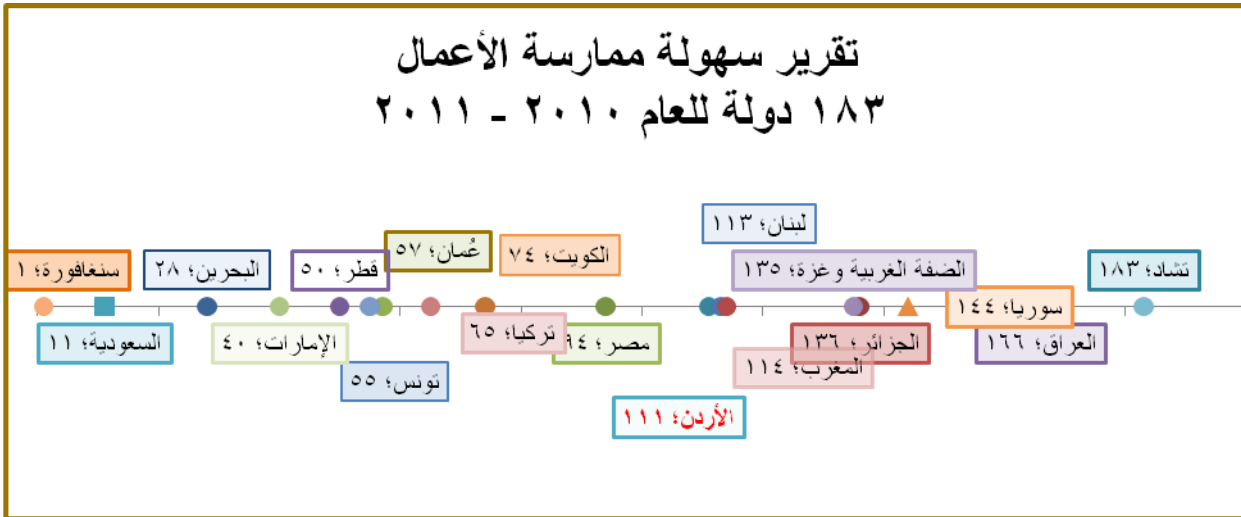 تقرير سهولة ممارسة الأعمال
١٨٣ دولة للعام ٢٠١٠ - ٢٠١١
لبنان؛ ١١٣
عُمان؛ ٥٧
الكويت؛ ٧٤
سنغافورة؛ ١
البحرين؛ ٢٨
قطر؛ ٥٠
الضفة الغربية وغزة؛ ١٣٥
تشاد؛ ١٨٣
سوريا؛ ١٤٤
السعودية؛ ١١
الإمارات؛ ٤٠
تركيا؛ ٦٥
مصر؛ ٩٤
الجزائر؛ ١٣٦
العراق؛ ١٦٦
المغرب؛ ١١٤
تونس؛ ٥٥
الأردن؛ ١١١